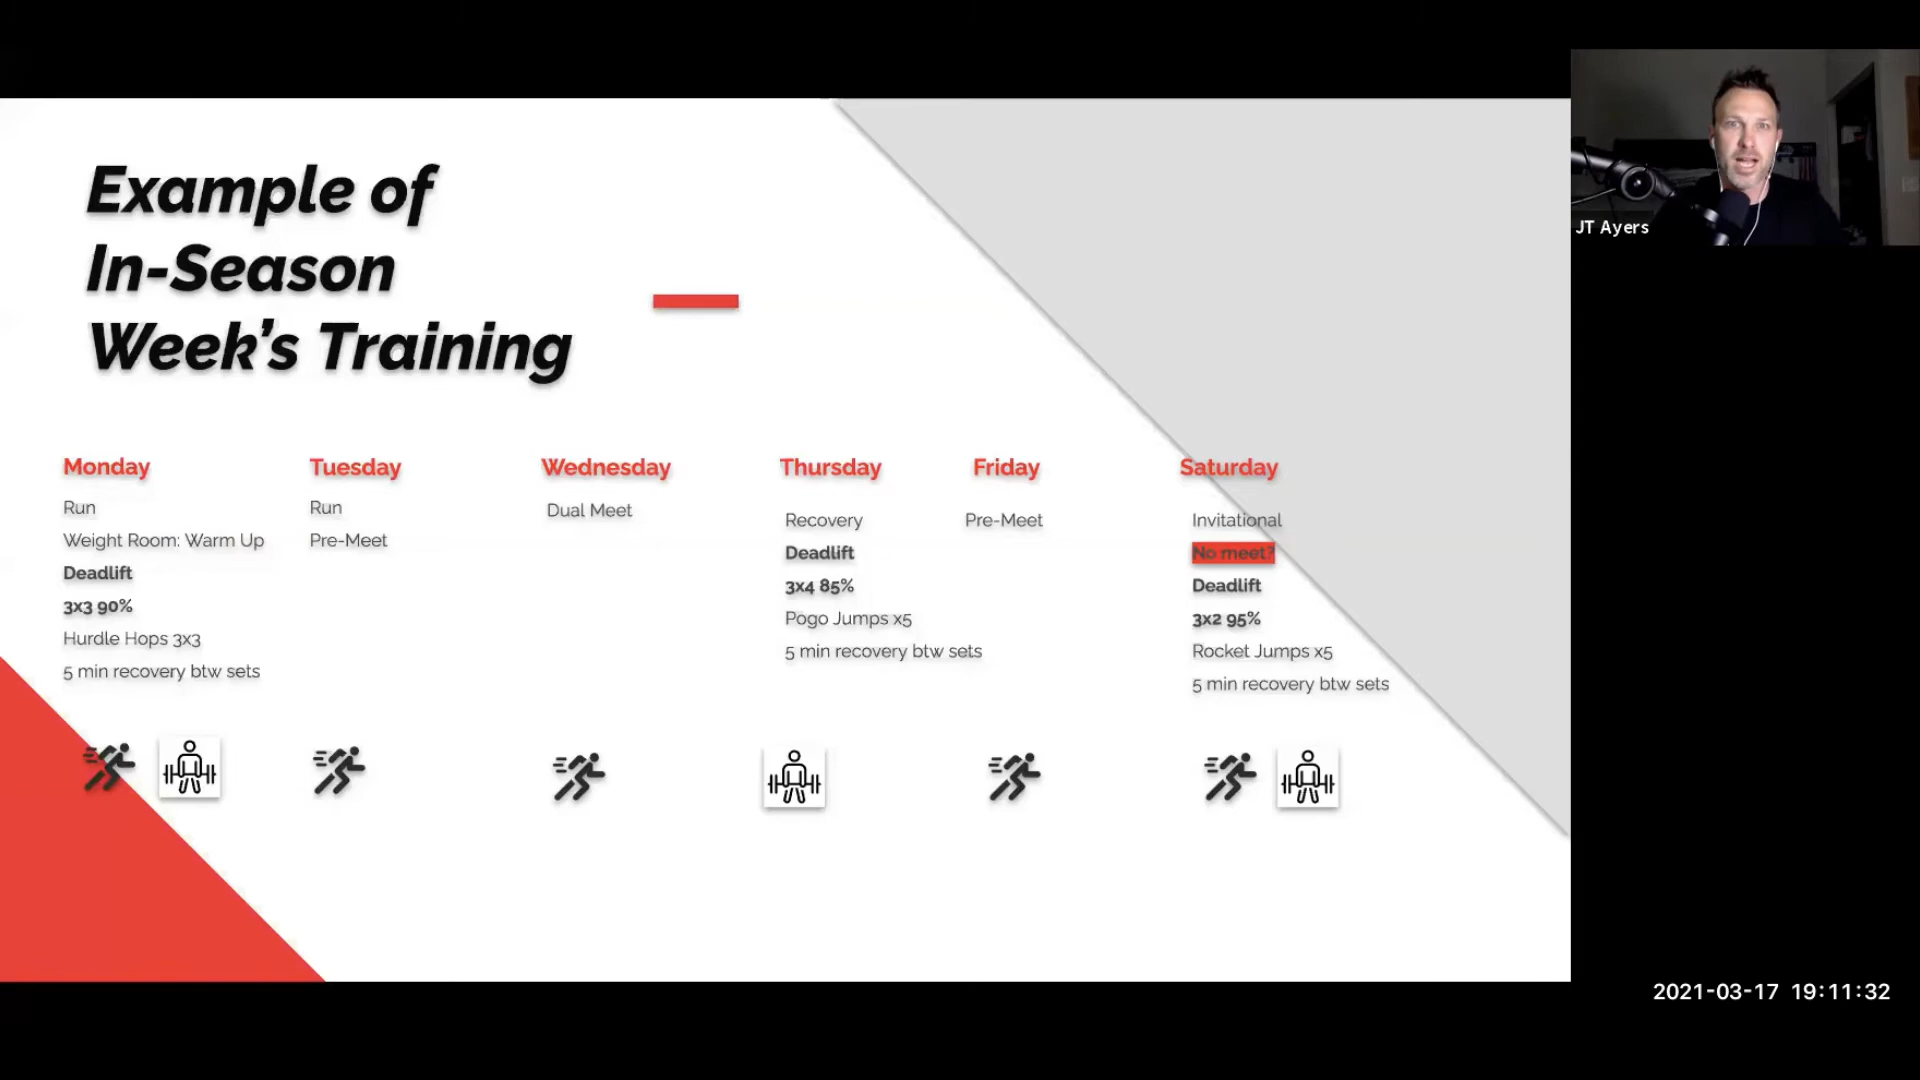 Example of
In-Season
Week's Training
Monday
Run
Weight Room: Warm Up
Deadlift
3x3 90%
Hurdle Hops 3x3
5 min recovery btw sets
Tuesday
Run
Pre-Meet
Wednesday
Dual Meet
Thursday
Recovery
Deadlift
3x4 85%
Pogo Jumps x5
5 min recovery btw sets
Friday
Pre-Meet
Saturday
Invitational
No meet?
Deadlift
3x2 95%
Rocket Jumps x5
5 min recovery btw sets
JT Ayers
2021-03-17 19:11:32